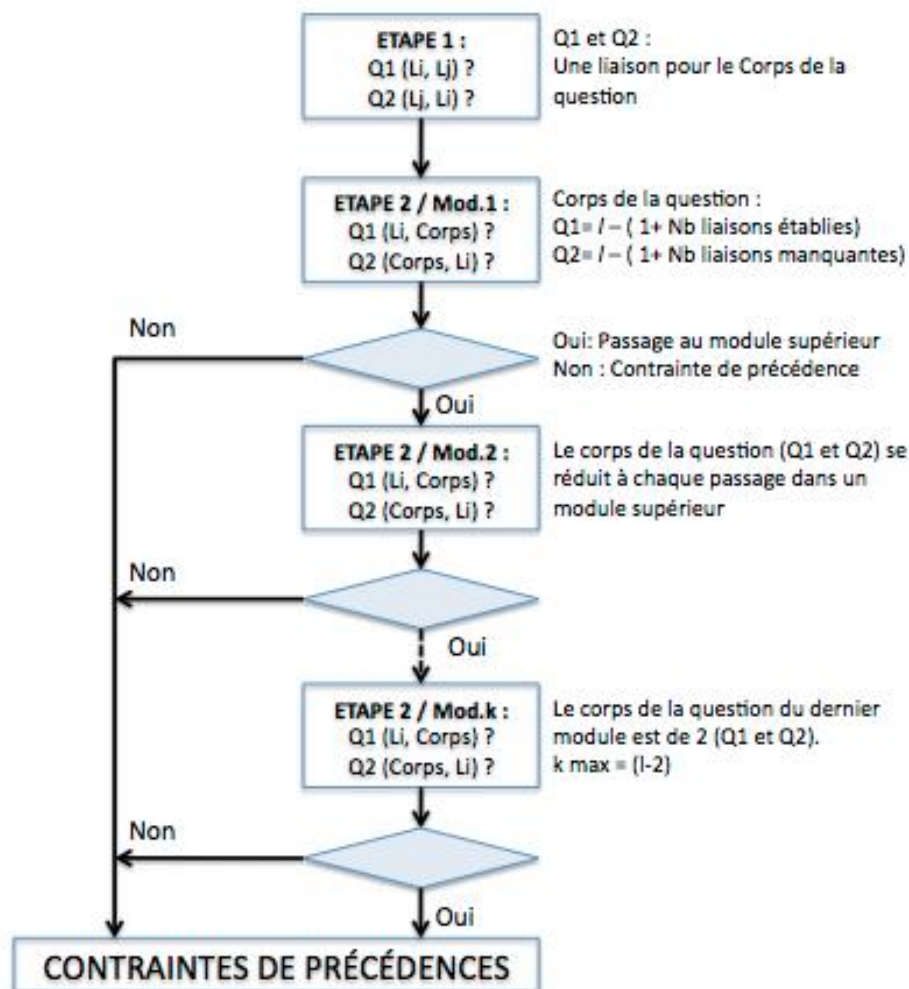 ETAPE 1 :
Q1 (Li, Lj) ?
Q2 (Lj, Li) ?
Q1 et Q2 :
Une liaison pour le Corps de la
question
ETAPE 2 / Mod.1 :
Q1 (Li, Corps) ?
Q2 (Corps, Li) ?
Corps de la question :
Q1= l – ( 1+ Nb liaisons établies)
Q2= l – ( 1+ Nb liaisons manquantes)
Non
Oui: Passage au module supérieur
Non : Contrainte de précédence
Oui
ETAPE 2 / Mod.2 :
Q1 (Li, Corps) ?
Q2 (Corps, Li) ?
Le corps de la question (Q1 et Q2) se
réduit à chaque passage dans un
module supérieur
Non
Oui
ETAPE 2 / Mod.k :
Q1 (Li, Corps) ?
Q2 (Corps, Li) ?
Le corps de la question du dernier
module est de 2 (Q1 et Q2).
k max = (l-2)
Non
Oui
CONTRAINTES DE PRÉCÉDENCES